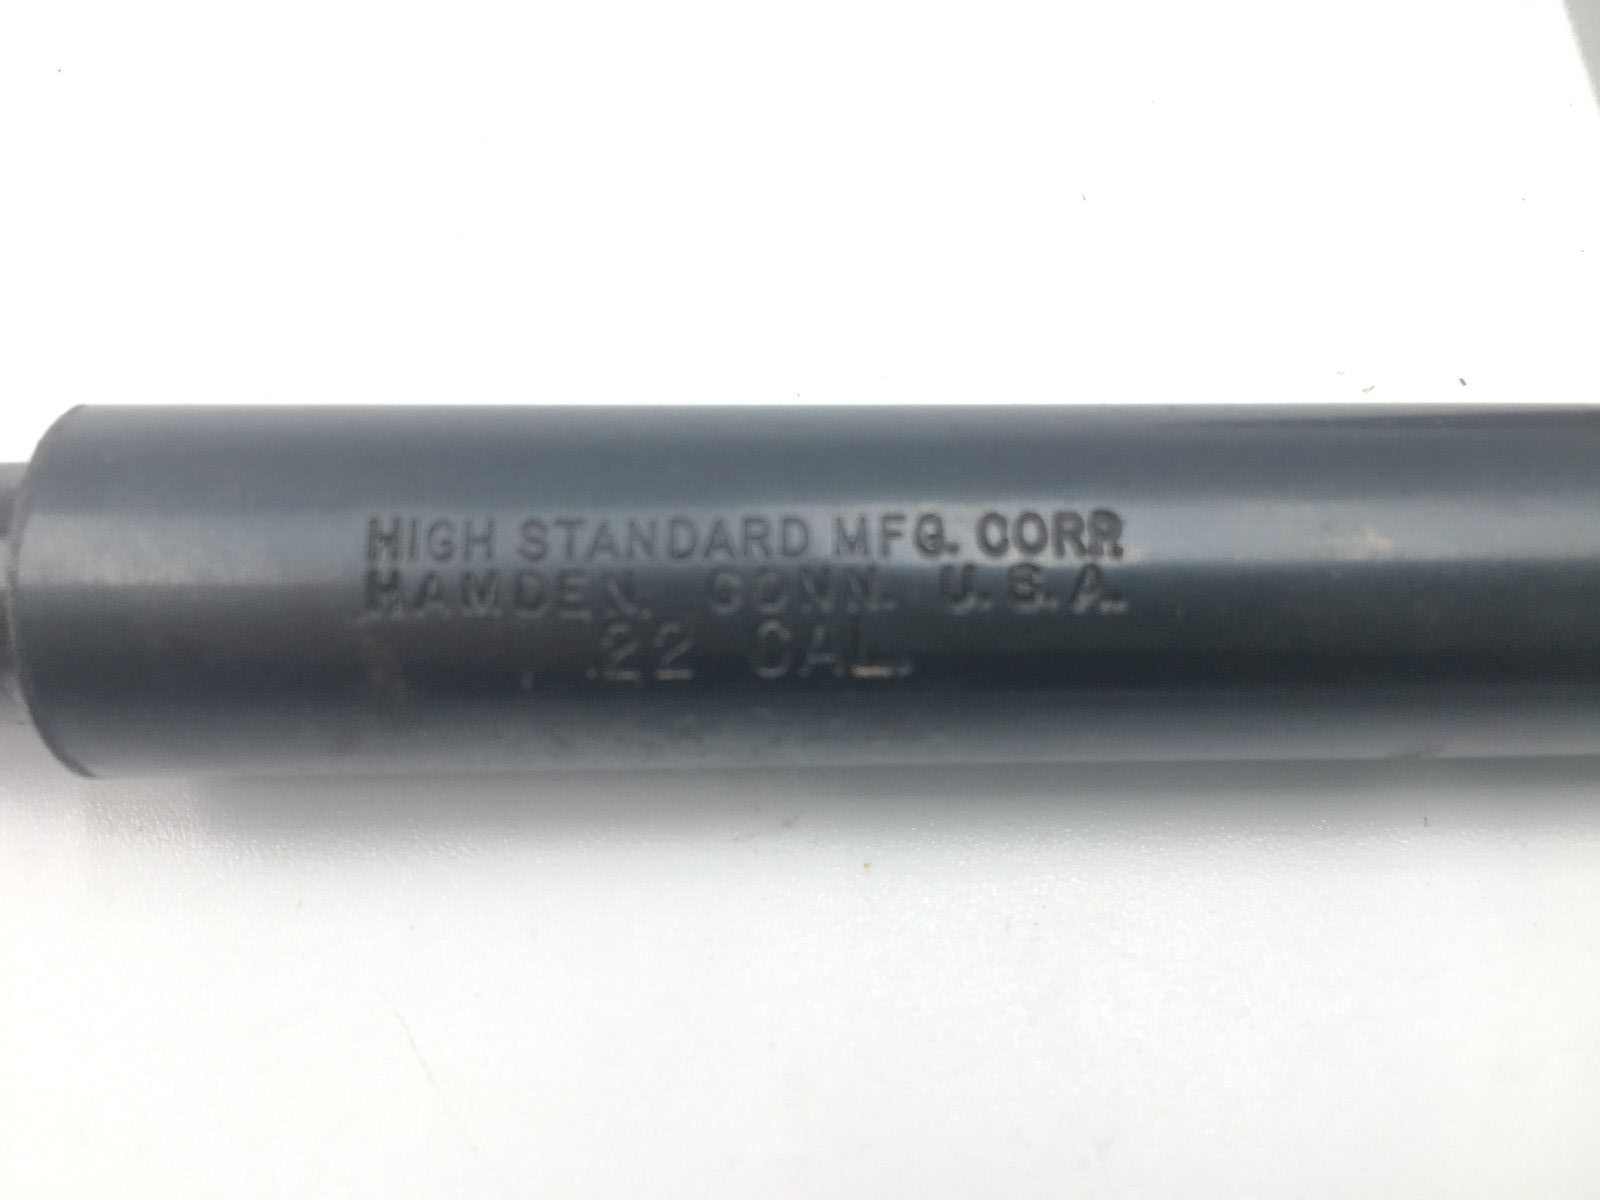 HIGH STANDARD MFG. CORP.
HAMDEN, CONN. U.S.A.
.22 CAL.